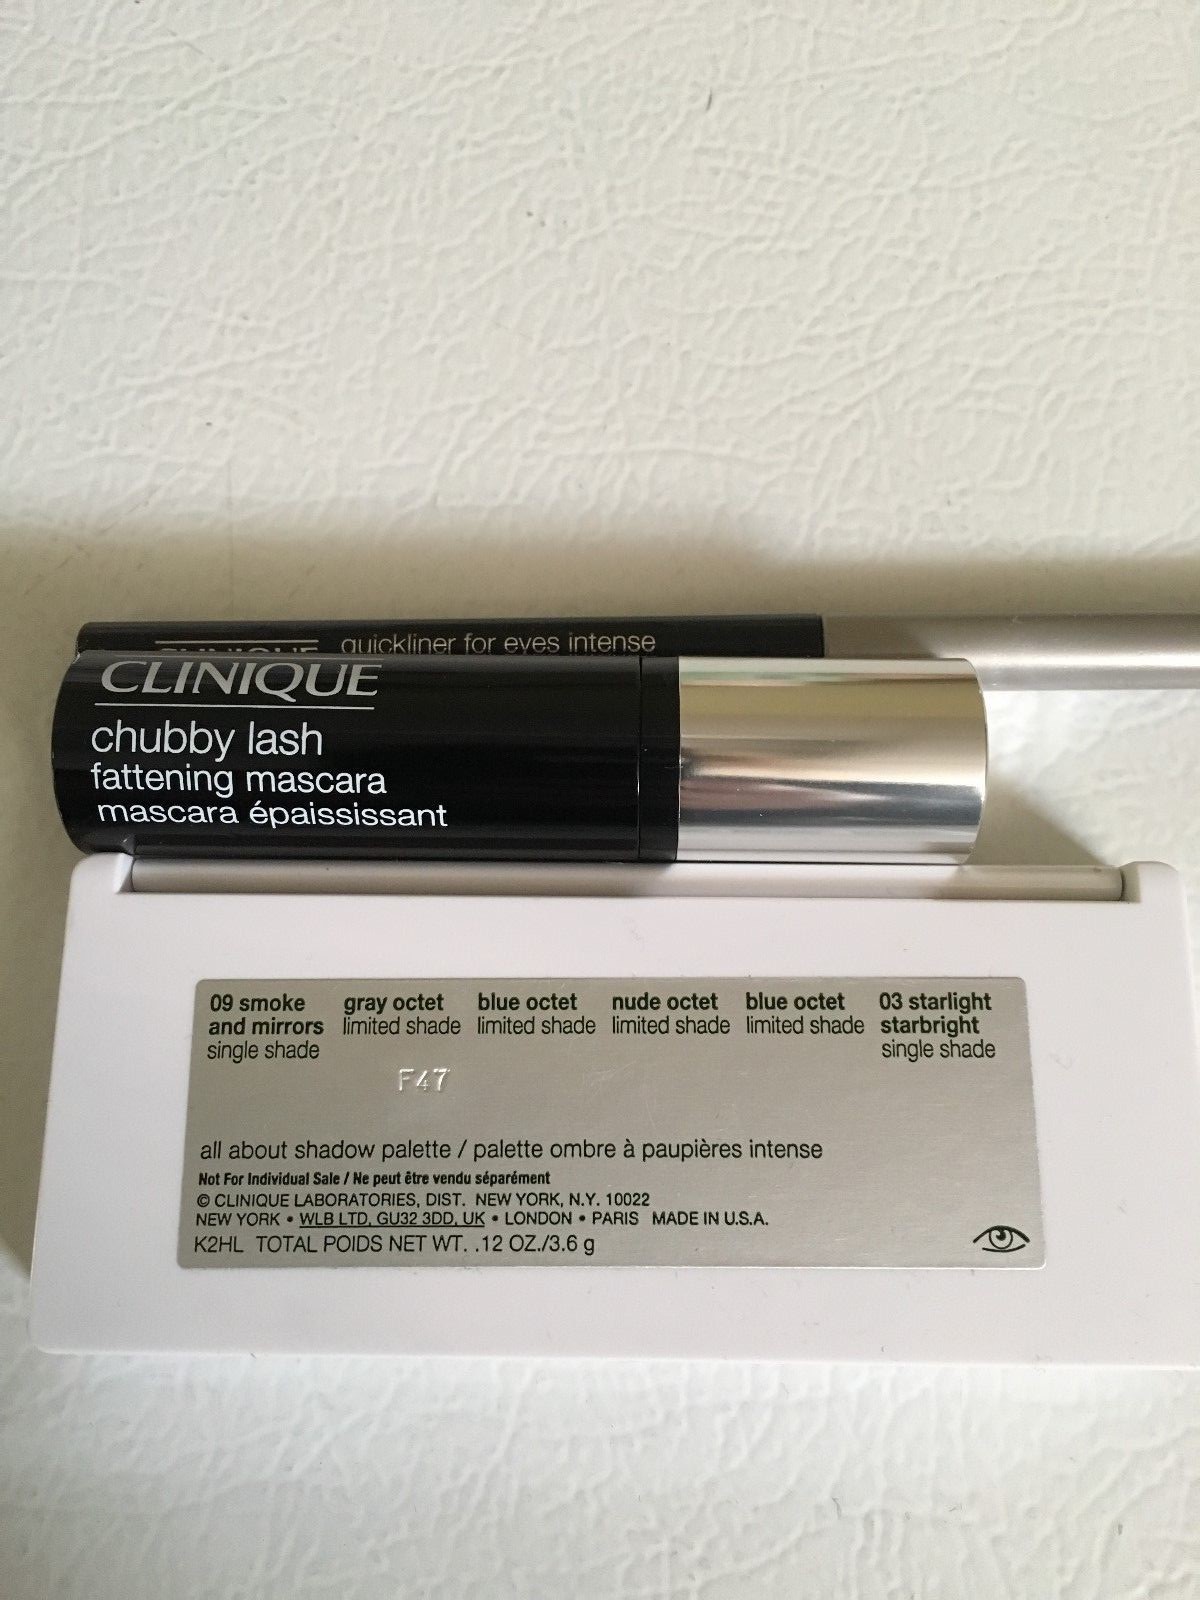 CLINIQUE quickliner for eyes intense
CLINIQUE
chubby lash
fattening mascara
mascara épaississant
09 smoke
and mirrors
single shade
gray octet
limited shade
blue octet
limited shade
nude octet
limited shade
blue octet
limited shade
03 starlight
starbright
single shade
F47
all about shadow palette / palette ombre à paupières intense
Not For Individual Sale / Ne peut être vendu séparément
© CLINIQUE LABORATORIES, DIST. NEW YORK, N.Y. 10022
NEW YORK • WLB LTD, GU32 3DD, UK • LONDON • PARIS MADE IN U.S.A.
K2HL TOTAL POIDS NET WT. .12 OZ./3.6 g